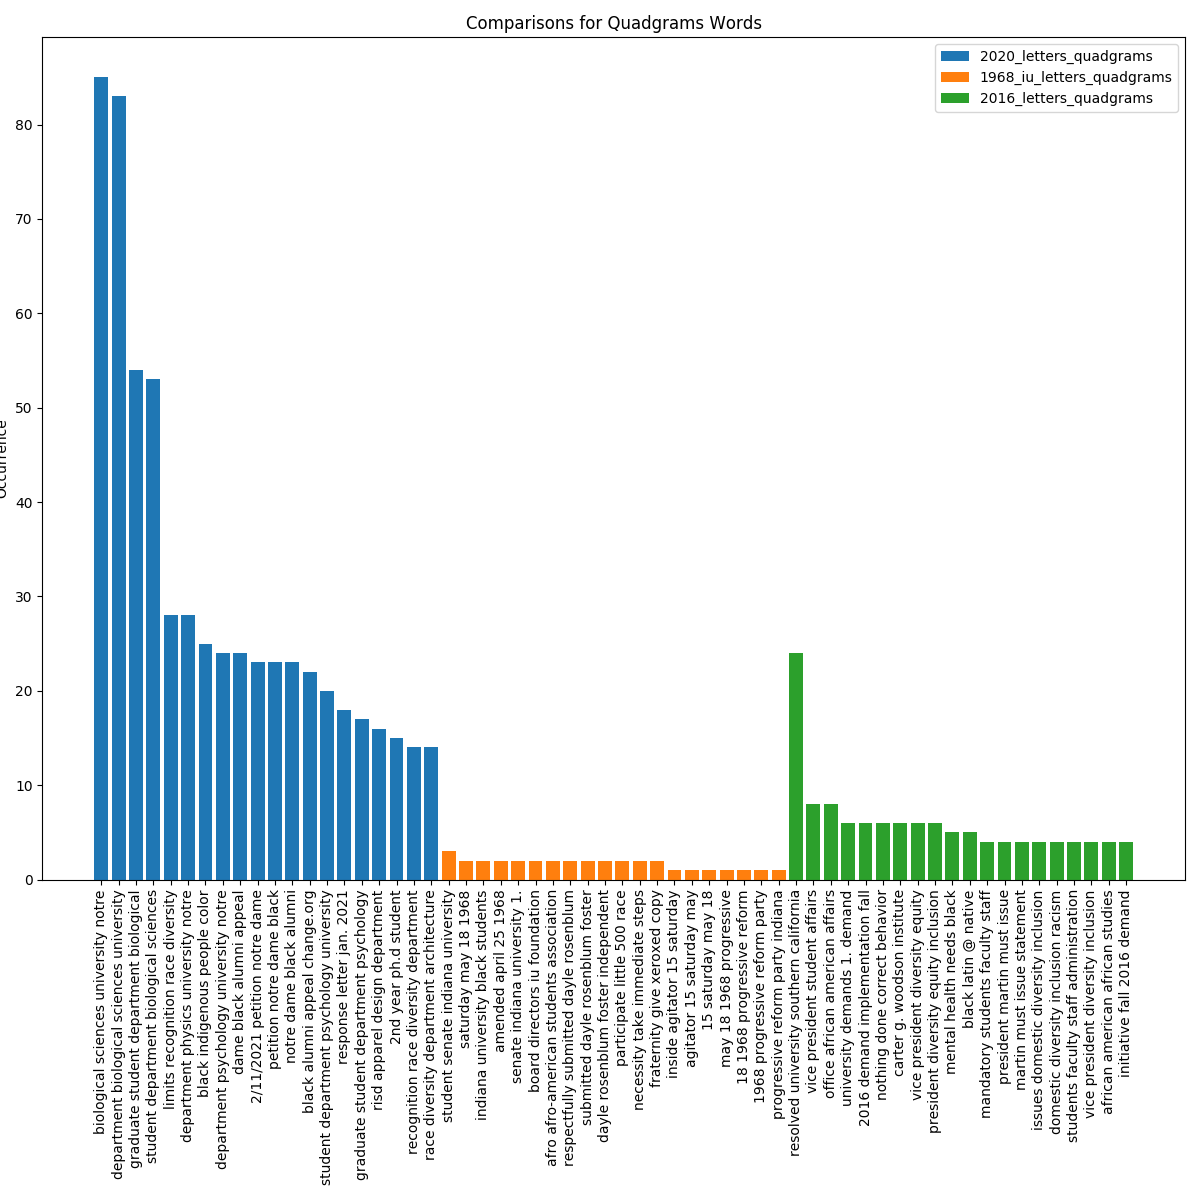 Comparisons for Quadgrams Words
2020_letters_quadgrams
1968_iu_letters_quadgrams
2016_letters_quadgrams
Occurrence
80
70
60
50
40
30
20
10
0
biological sciences university notre
department biological sciences university
graduate student department biological
student department biological sciences
limits recognition race diversity
department physics university notre
black indigenous people color
department psychology university notre
dame black alumni appeal
2/11/2021 petition notre dame
petition notre dame black
notre dame black alumni
black alumni appeal change.org
student department psychology university
response letter jan. 2021
graduate student department psychology
risd apparel design department
2nd year ph.d student
recognition race diversity department
race diversity department architecture
student senate indiana university
saturday may 18 1968
indiana university black students
amended april 25 1968
senate indiana university 1.
board directors iu foundation
afro afro-american students association
respectfully submitted dayle rosenblum
submitted dayle rosenblum foster
dayle rosenblum foster independent
participate little 500 race
necessity take immediate steps
fraternity give xeroxed copy
inside agitator 15 saturday
agitator 15 saturday may
15 saturday may 18
may 18 1968 progressive
18 1968 progressive reform
1968 progressive reform party
progressive reform party indiana
resolved university southern california
vice president student affairs
office african american affairs
university demands 1. demand
2016 demand implementation fall
nothing done correct behavior
carter g. woodson institute
vice president diversity equity
president diversity equity inclusion
mental health needs black
black latin @ native
mandatory students faculty staff
president martin must issue
martin must issue statement
issues domestic diversity inclusion
domestic diversity inclusion racism
students faculty staff administration
vice president diversity inclusion
african american african studies
initiative fall 2016 demand